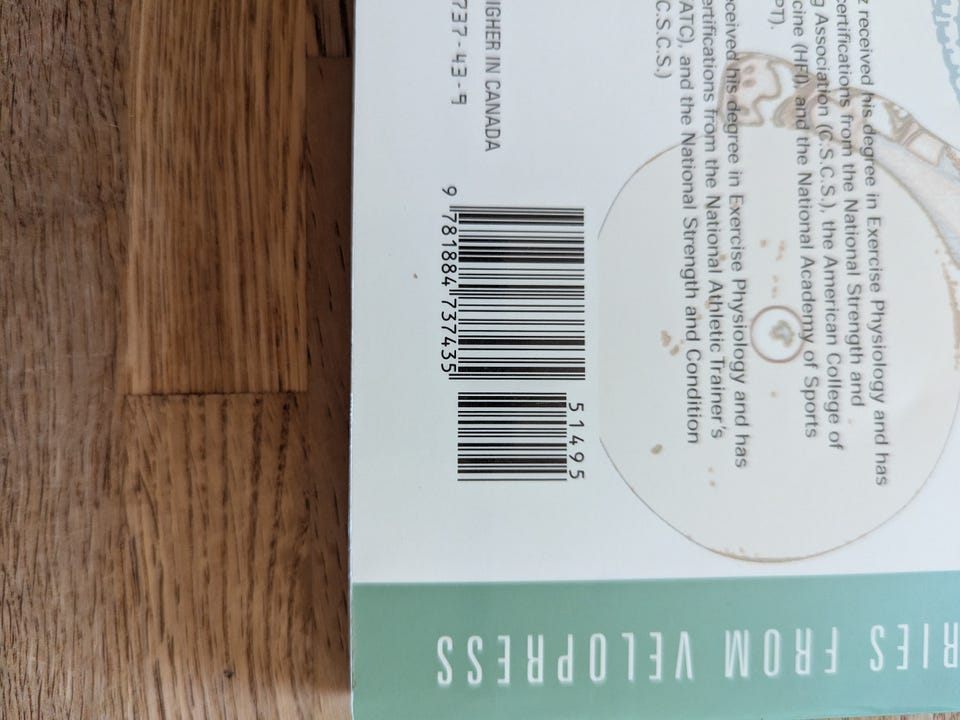 z received his degree in Exercise Physiology and has
certifications from the National Strength and
g Association (C.S.C.S.), the American College of
cine (HFI), and the National Academy of Sports
PT).
eceived his degree in Exercise Physiology and has
ertifications from the National Athletic Trainer's
ATC), and the National Strength and Condition
C.S.C.S.)
51495
IGHER IN CANADA
737-43-9
9 781884 737435
RIES FROM VELOPRESS